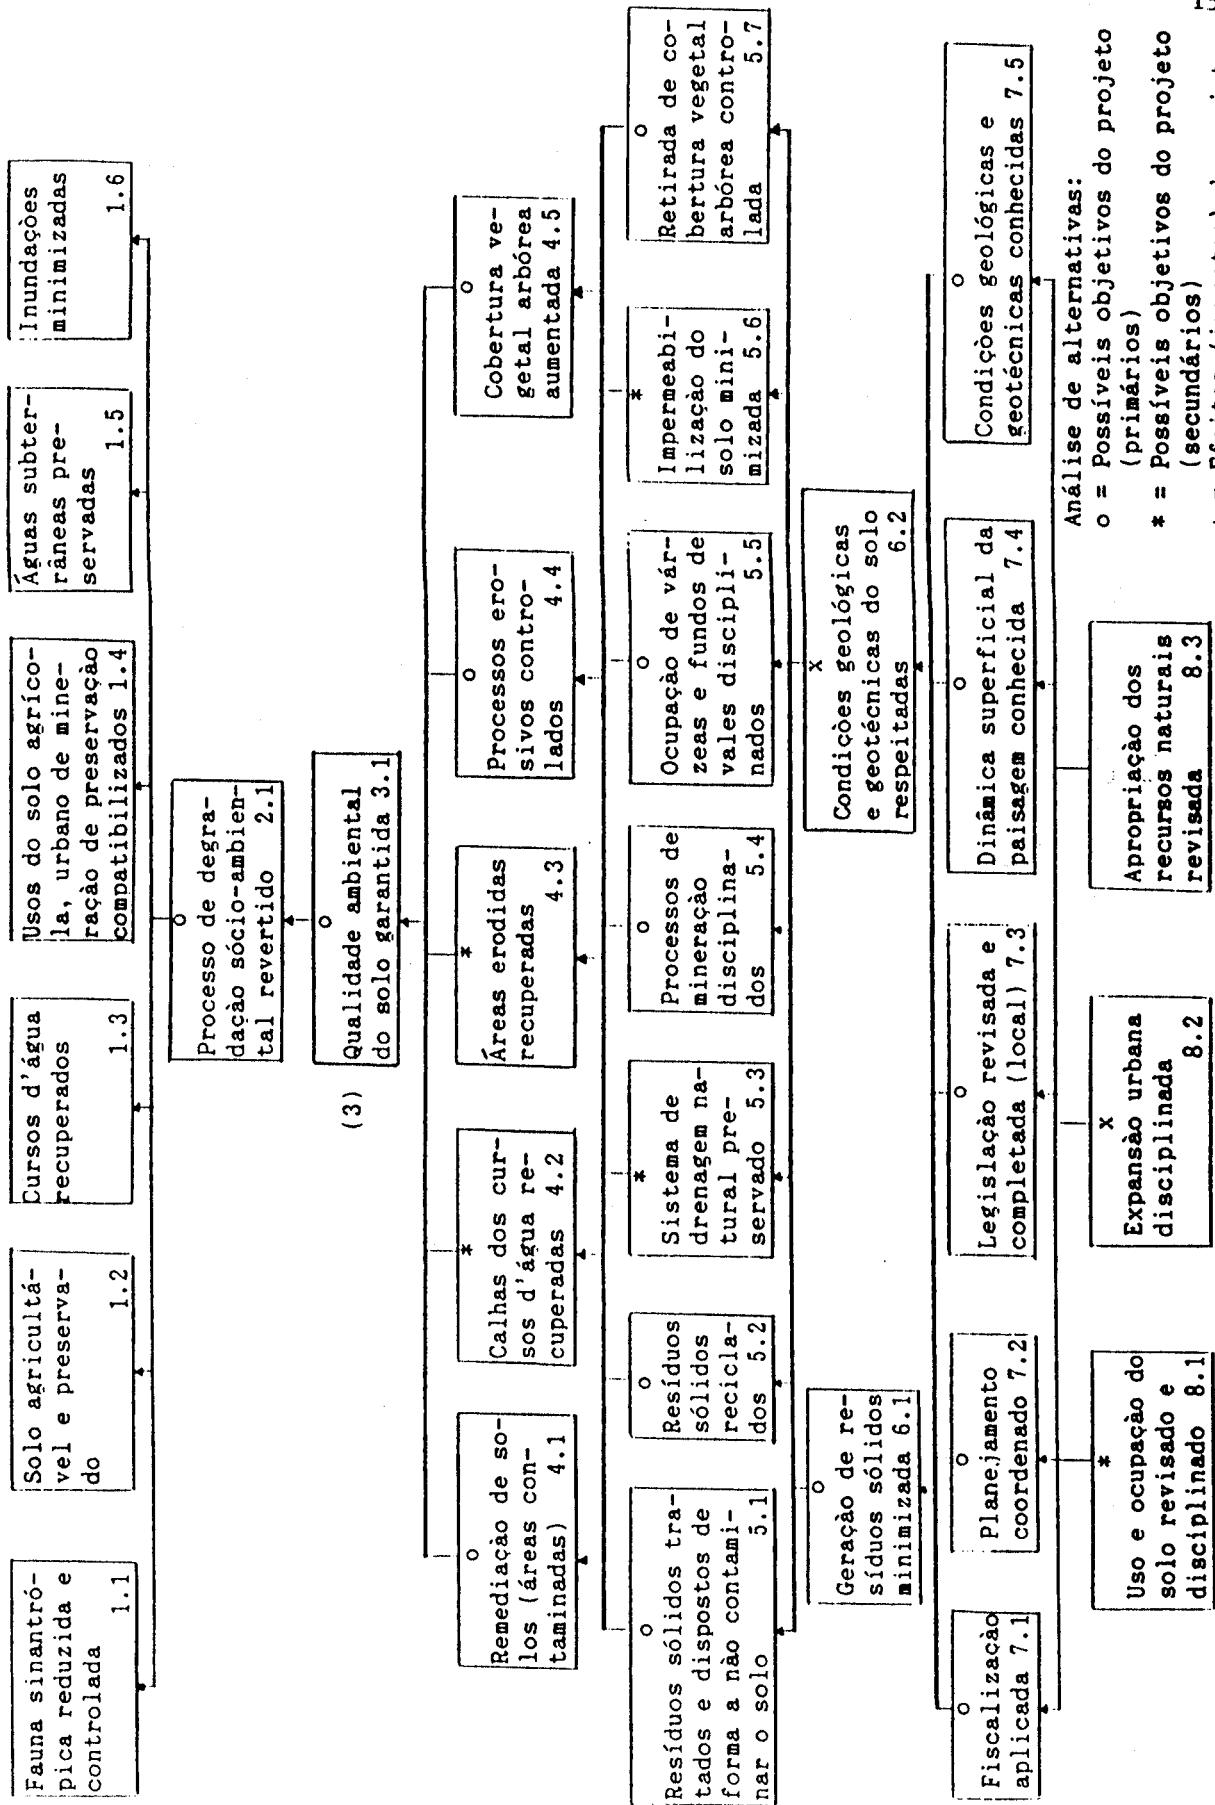 Fauna sinantró-
pica reduzida e
controlada 1.1
Solo agricultá-
vel e preserva-
do 1.2
Cursos d'água
recuperados
1.3
Usos do solo agríco-
la, urbano de mine-
ração de preservação
compatibilizados 1.4
Águas subter-
râneas pre-
servadas 1.5
Inundações
minimizadas
1.6
o
Processo de degra-
dação sócio-ambien-
tal revertido 2.1
(3)
o
Qualidade ambiental
do solo garantida 3.1
o
Remediação de so-
los (áreas con-
taminadas) 4.1
*
Calhas dos cur-
sos d'água re-
cuperadas 4.2
*
Áreas erodidas
recuperadas
4.3
o
Processos ero-
sivos contro-
lados 4.4
o
Cobertura ve-
getal arbórea
aumentada 4.5
o
Resíduos sólidos tra-
tados e dispostos de
forma a não contami-
nar o solo 5.1
o
Resíduos
sólidos
recicla-
dos 5.2
*
Sistema de
drenagem na-
tural pre-
servado 5.3
o
Processos de
mineração
disciplina-
dos 5.4
o
Ocupação de vár-
zeas e fundos de
vales discipli-
nados 5.5
*
Impermeabi-
lização do
solo mini-
mizada 5.6
o
Retirada de co-
bertura vegetal
arbórea contro-
lada 5.7
o
Geração de re-
síduos sólidos
minimizada 6.1
x
Condições geológicas
e geotécnicas do solo
respeitadas 6.2
o
Fiscalização
aplicada 7.1
o
Planejamento
coordenado 7.2
o
Legislação revisada e
completada (local) 7.3
o
Dinâmica superficial da
paisagem conhecida 7.4
o
Condições geológicas e
geotécnicas conhecidas 7.5
*
Uso e ocupação do
solo revisado e
disciplinado 8.1
x
Expansão urbana
disciplinada
8.2
Apropriação dos
recursos naturais
revisada 8.3
Análise de alternativas:
o = Possíveis objetivos do projeto
(primários)
* = Possíveis objetivos do projeto
(secundários)